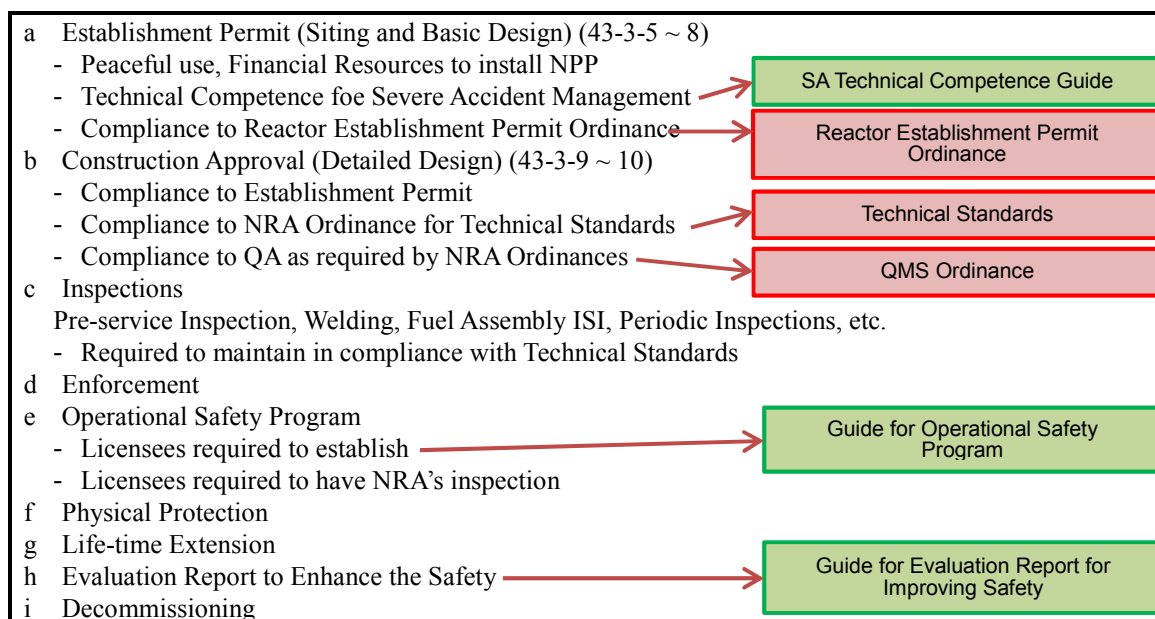 a Establishment Permit (Siting and Basic Design) (43-3-5 ~ 8)
- Peaceful use, Financial Resources to install NPP
- Technical Competence foe Severe Accident Management
SA Technical Competence Guide
- Compliance to Reactor Establishment Permit Ordinance
Reactor Establishment Permit
Ordinance
b Construction Approval (Detailed Design) (43-3-9 ~ 10)
- Compliance to Establishment Permit
- Compliance to NRA Ordinance for Technical Standards
Technical Standards
- Compliance to QA as required by NRA Ordinances
QMS Ordinance
c Inspections
Pre-service Inspection, Welding, Fuel Assembly ISI, Periodic Inspections, etc.
- Required to maintain in compliance with Technical Standards
d Enforcement
e Operational Safety Program
- Licensees required to establish
Guide for Operational Safety
Program
- Licensees required to have NRA's inspection
f Physical Protection
g Life-time Extension
h Evaluation Report to Enhance the Safety
Guide for Evaluation Report for
Improving Safety
i Decommissioning